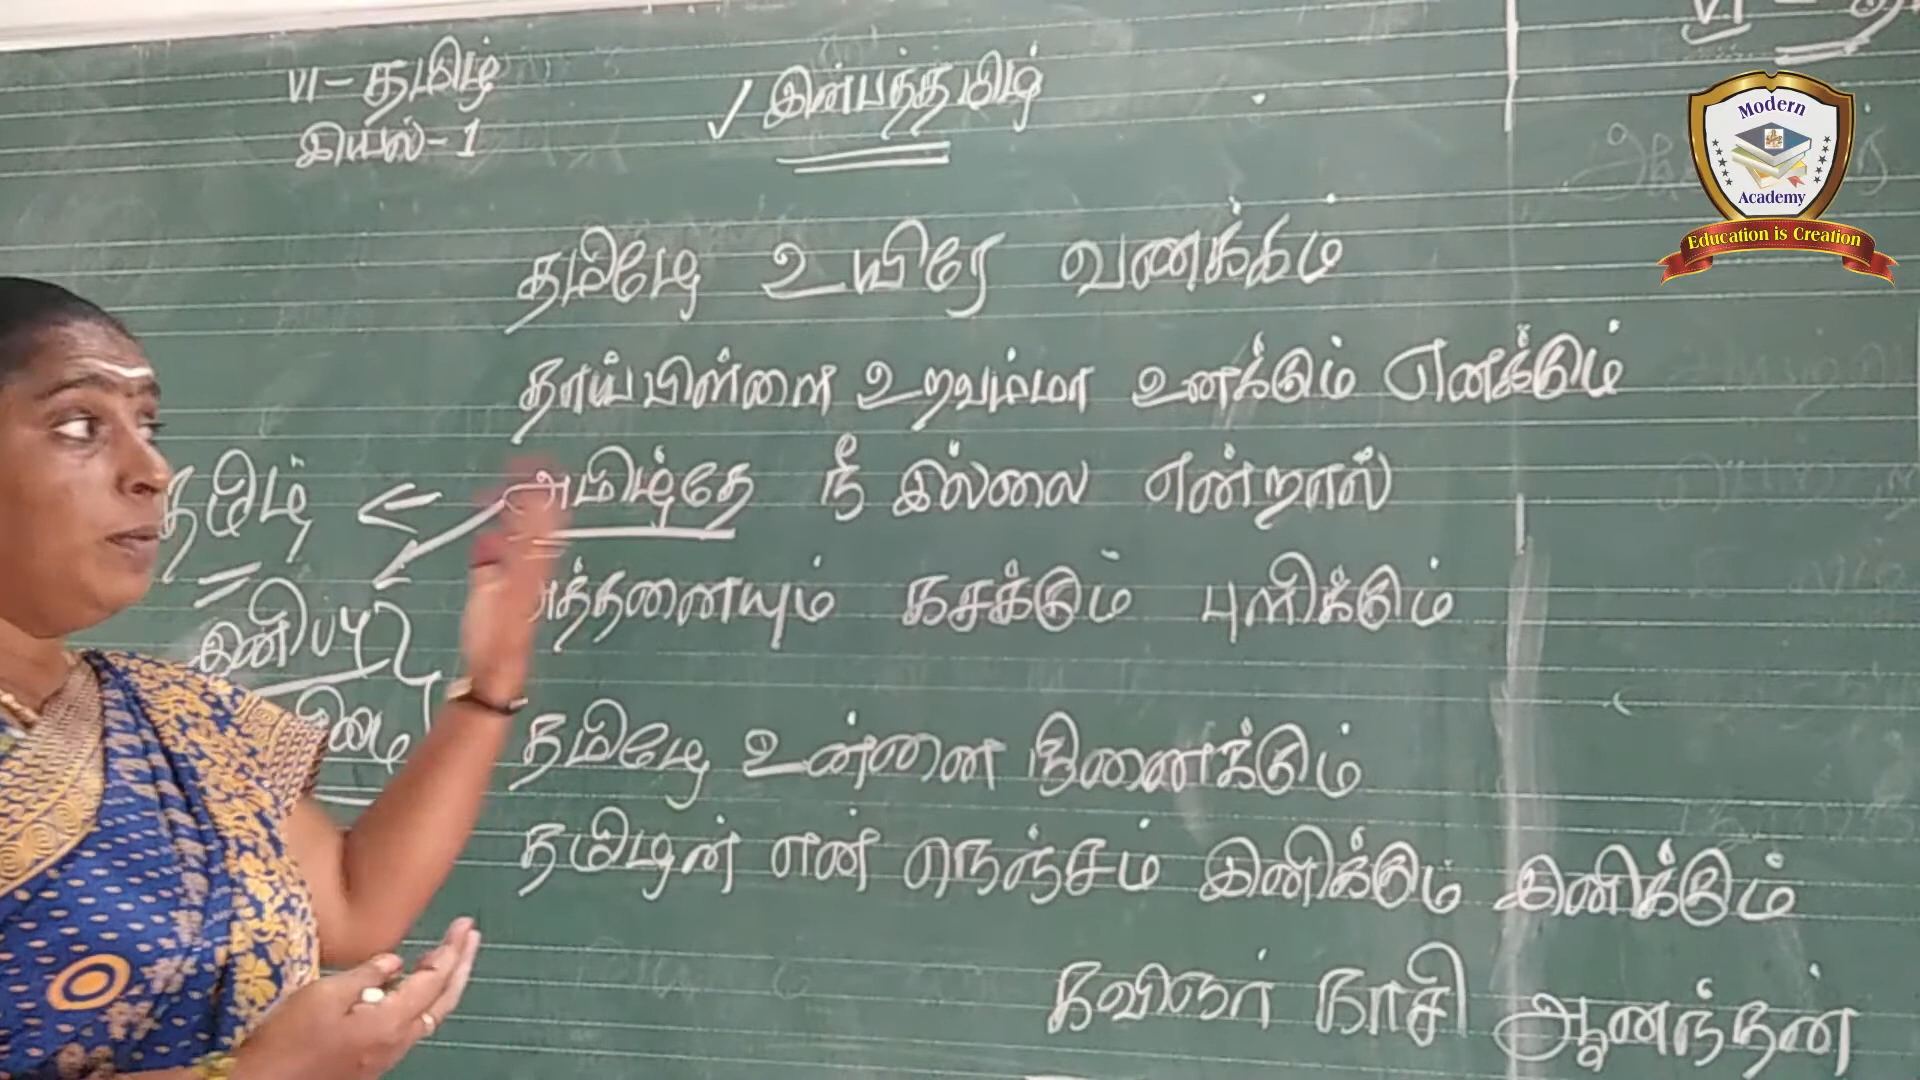 VI - தமிழ்
இயல் - 1
✓ இன்பத்தமிழ்
VI -
Modern
Academy
Education is Creation
தமிழே உயிரே வணக்கம்
தாய்பிள்ளை உறவம்மா உனக்கும் எனக்கும்
அமிழ்தே நீ இல்லை என்றால்
அத்தனையும் கசக்கும் புளிக்கும்
தமிழ்
இனிப்பு
தமிழே உன்னை நினைக்கும்
தமிழன் என் நெஞ்சம் இனிக்கும் இனிக்கும்
கவிஞர் காசி ஆனந்தன்